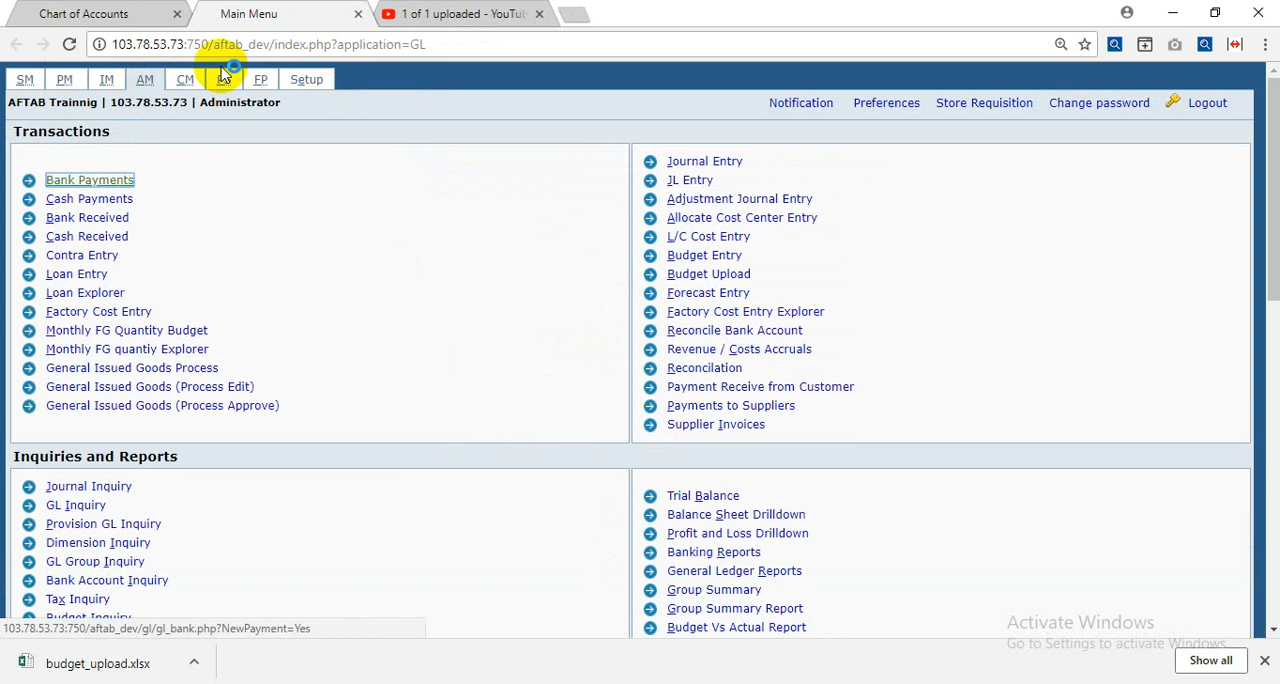 Chart of Accounts
Main Menu
1 of 1 uploaded - YouTu
103.78.53.73:750/aftab_dev/index.php?application=GL
SM PM IM AM CM FP Setup
AFTAB Trainnig | 103.78.53.73 | Administrator
Notification Preferences Store Requisition Change password Logout
Transactions
Bank Payments
Cash Payments
Bank Received
Cash Received
Contra Entry
Loan Entry
Loan Explorer
Factory Cost Entry
Monthly FG Quantity Budget
Monthly FG quantiy Explorer
General Issued Goods Process
General Issued Goods (Process Edit)
General Issued Goods (Process Approve)
Journal Entry
JL Entry
Adjustment Journal Entry
Allocate Cost Center Entry
L/C Cost Entry
Budget Entry
Budget Upload
Forecast Entry
Factory Cost Entry Explorer
Reconcile Bank Account
Revenue / Costs Accruals
Reconcilation
Payment Receive from Customer
Payments to Suppliers
Supplier Invoices
Inquiries and Reports
Journal Inquiry
GL Inquiry
Provision GL Inquiry
Dimension Inquiry
GL Group Inquiry
Bank Account Inquiry
Tax Inquiry
Budget Inquiry
Trial Balance
Balance Sheet Drilldown
Profit and Loss Drilldown
Banking Reports
General Ledger Reports
Group Summary
Group Summary Report
Budget Vs Actual Report
103.78.53.73:750/aftab_dev/gl/gl_bank.php?NewPayment=Yes
Activate Windows
Go to Settings to activate Windows.
budget_upload.xlsx
Show all